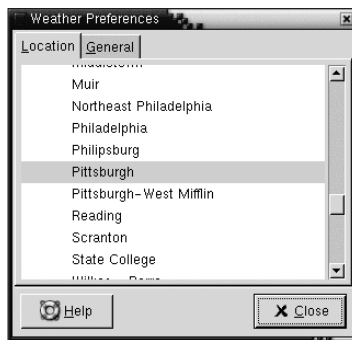 Weather Preferences
Location General
Middletown
Muir
Northeast Philadelphia
Philadelphia
Philipsburg
Pittsburgh
Pittsburgh-West Mifflin
Reading
Scranton
State College
Help Close